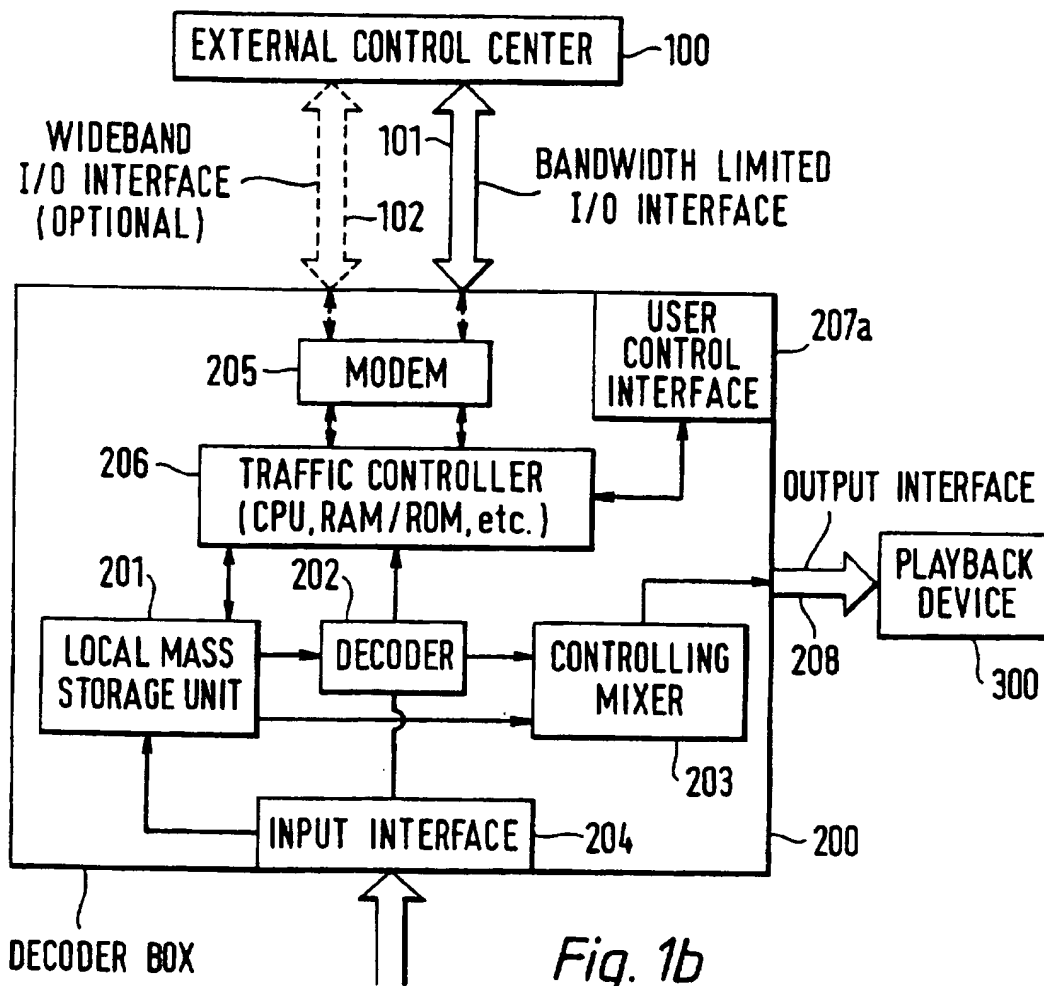 EXTERNAL CONTROL CENTER
100
WIDEBAND
I/O INTERFACE
(OPTIONAL)
101
102
BANDWIDTH LIMITED
I/O INTERFACE
USER
CONTROL
INTERFACE
207a
205
MODEM
206
TRAFFIC CONTROLLER
(CPU, RAM/ROM, etc.)
OUTPUT INTERFACE
PLAYBACK
DEVICE
208
300
201
202
LOCAL MASS
STORAGE UNIT
DECODER
CONTROLLING
MIXER
203
INPUT INTERFACE
204
200
DECODER BOX
Fig. 1b